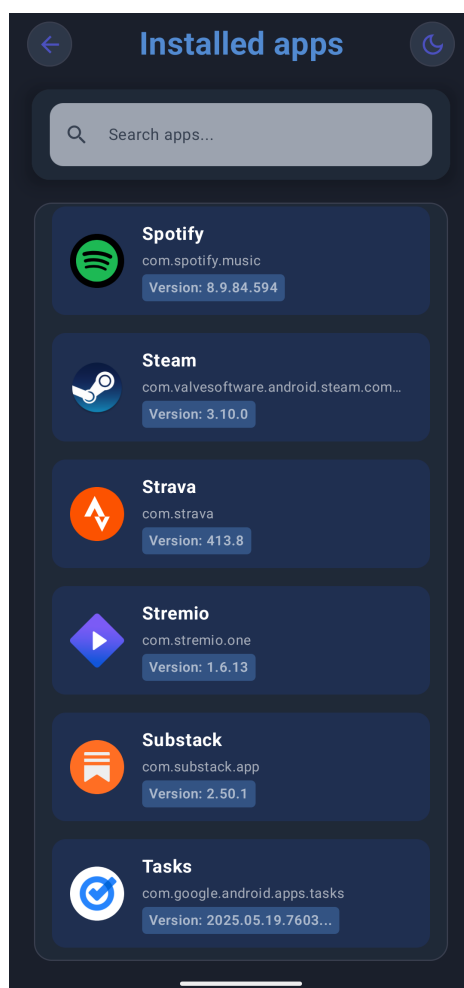 Installed apps
Search apps...
Spotify
com.spotify.music
Version: 8.9.84.594
Steam
com.valvesoftware.android.steam.com…
Version: 3.10.0
Strava
com.strava
Version: 413.8
Stremio
com.stremio.one
Version: 1.6.13
Substack
com.substack.app
Version: 2.50.1
Tasks
com.google.android.apps.tasks
Version: 2025.05.19.7603...